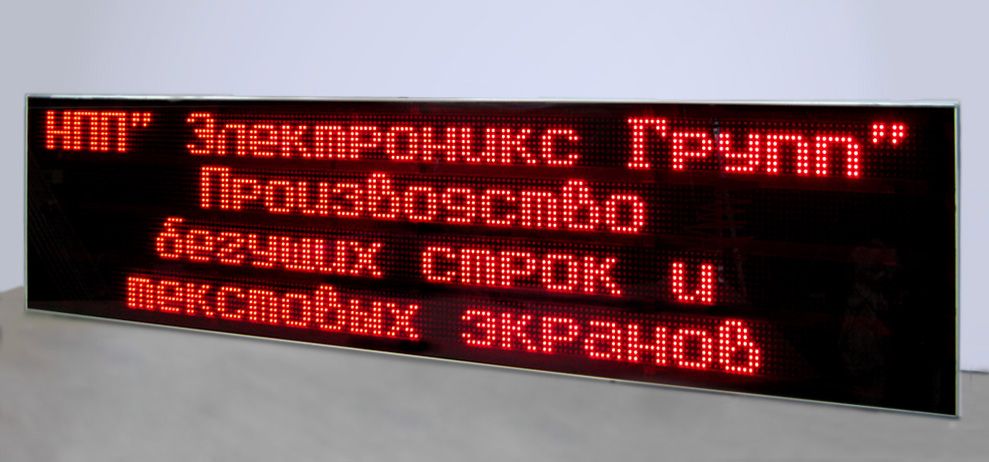 НПП" Электроникс Групп"
Производство
бегущих строк и
текстовых экранов